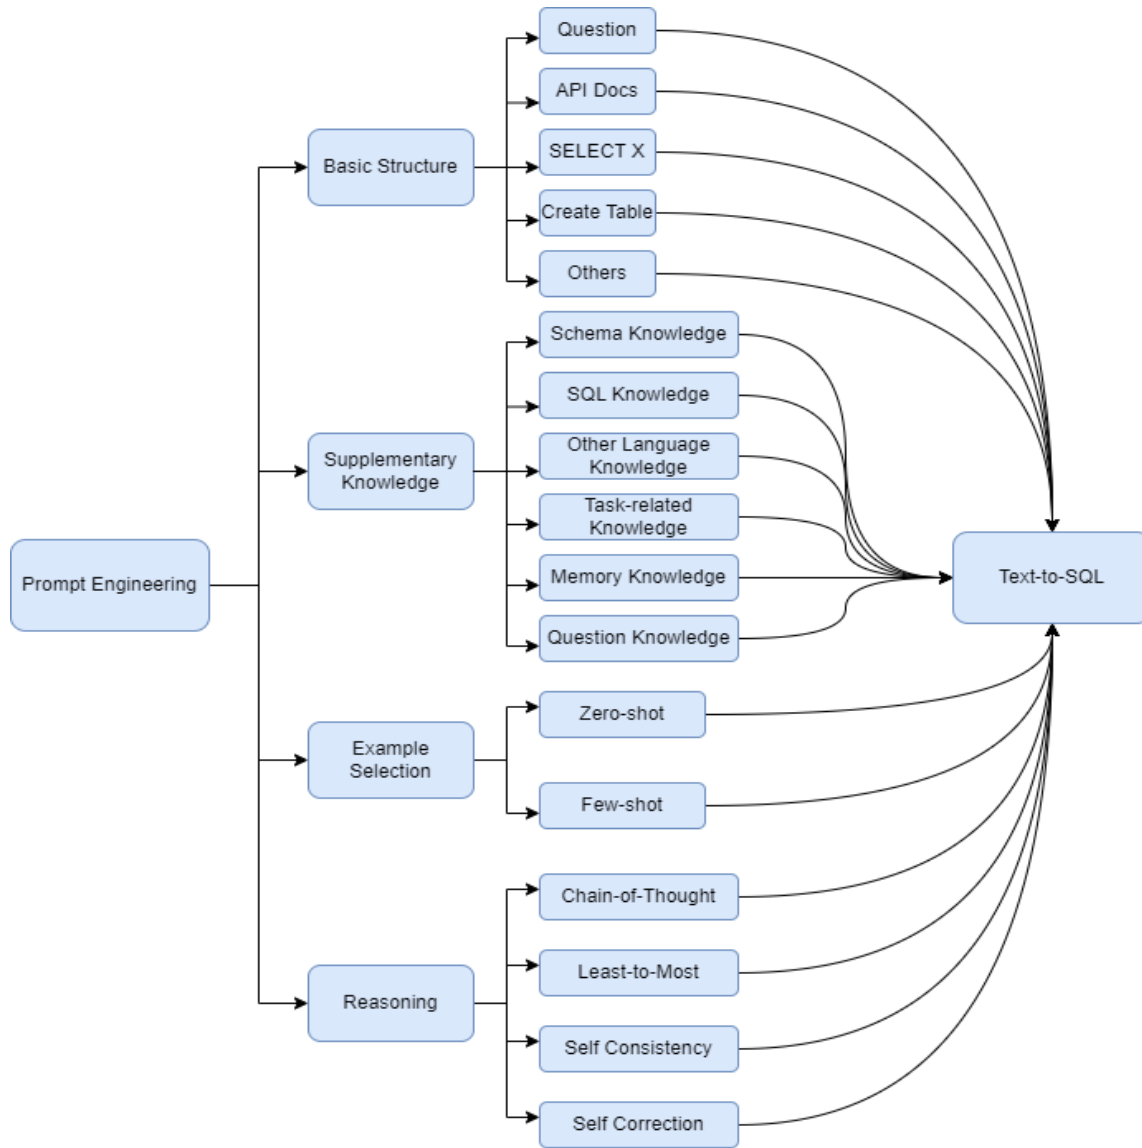 Prompt Engineering
Basic Structure
Question
API Docs
SELECT X
Create Table
Others
Supplementary
Knowledge
Schema Knowledge
SQL Knowledge
Other Language
Knowledge
Task-related
Knowledge
Memory Knowledge
Question Knowledge
Example
Selection
Zero-shot
Few-shot
Reasoning
Chain-of-Thought
Least-to-Most
Self Consistency
Self Correction
Text-to-SQL